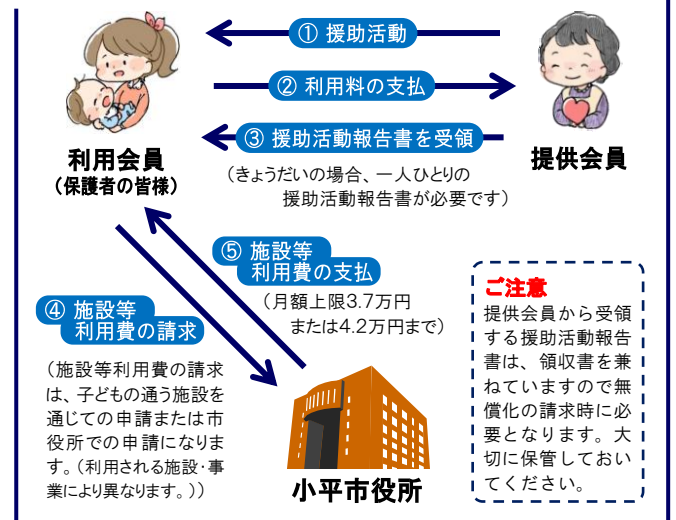 ① 援助活動
② 利用料の支払
③ 援助活動報告書を受領
(きょうだいの場合、一人ひとりの
援助活動報告書が必要です)
利用会員
(保護者の皆様)
提供会員
⑤ 施設等
利用費の支払
(月額上限3.7万円
または4.2万円まで)
④ 施設等
利用費の請求
(施設等利用費の請求
は、子どもの通う施設を
通じての申請または市
役所での申請になりま
す。(利用される施設・事
業により異なります。))
小平市役所
ご注意
提供会員から受領
する援助活動報告
書は、領収書を兼
ねていますので無
償化の請求時に必
要となります。大
切に保管しておい
てください。